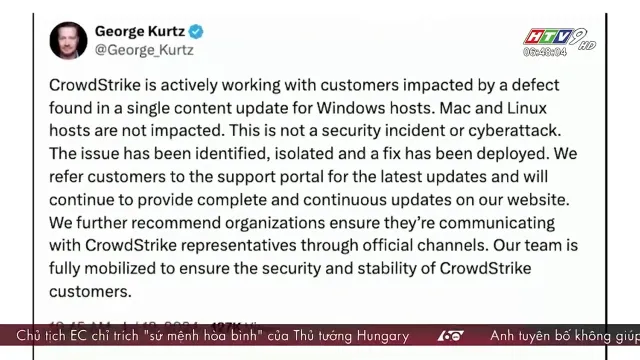 George Kurtz
@George_Kurtz
HTV9 HD
06:48:04
CrowdStrike is actively working with customers impacted by a defect
found in a single content update for Windows hosts. Mac and Linux
hosts are not impacted. This is not a security incident or cyberattack.
The issue has been identified, isolated and a fix has been deployed. We
refer customers to the support portal for the latest updates and will
continue to provide complete and continuous updates on our website.
We further recommend organizations ensure they're communicating
with CrowdStrike representatives through official channels. Our team is
fully mobilized to ensure the security and stability of CrowdStrike
customers.
Chủ tịch EC chỉ trích "sứ mệnh hòa bình" của Thủ tướng Hungary
60
Anh tuyên bố không giúp